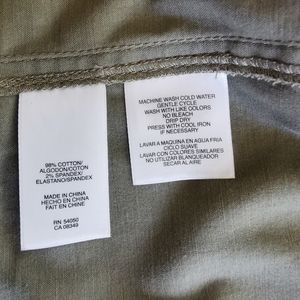 98% COTTON/
ALGODON/COTON
2% SPANDEX/
ELASTANO/SPANDEX
MADE IN CHINA
HECHO EN CHINA
FAIT EN CHINE
RN 54050
CA 08349
MACHINE WASH COLD WATER
GENTLE CYCLE
WASH WITH LIKE COLORS
NO BLEACH
DRIP DRY
PRESS WITH COOL IRON
IF NECESSARY
LAVAR A MAQUINA EN AGUA FRIA
CICLO SUAVE
LAVAR CON COLORES SIMILARES
NO UTILIZAR BLANQUEADOR
SECAR AL AIRE